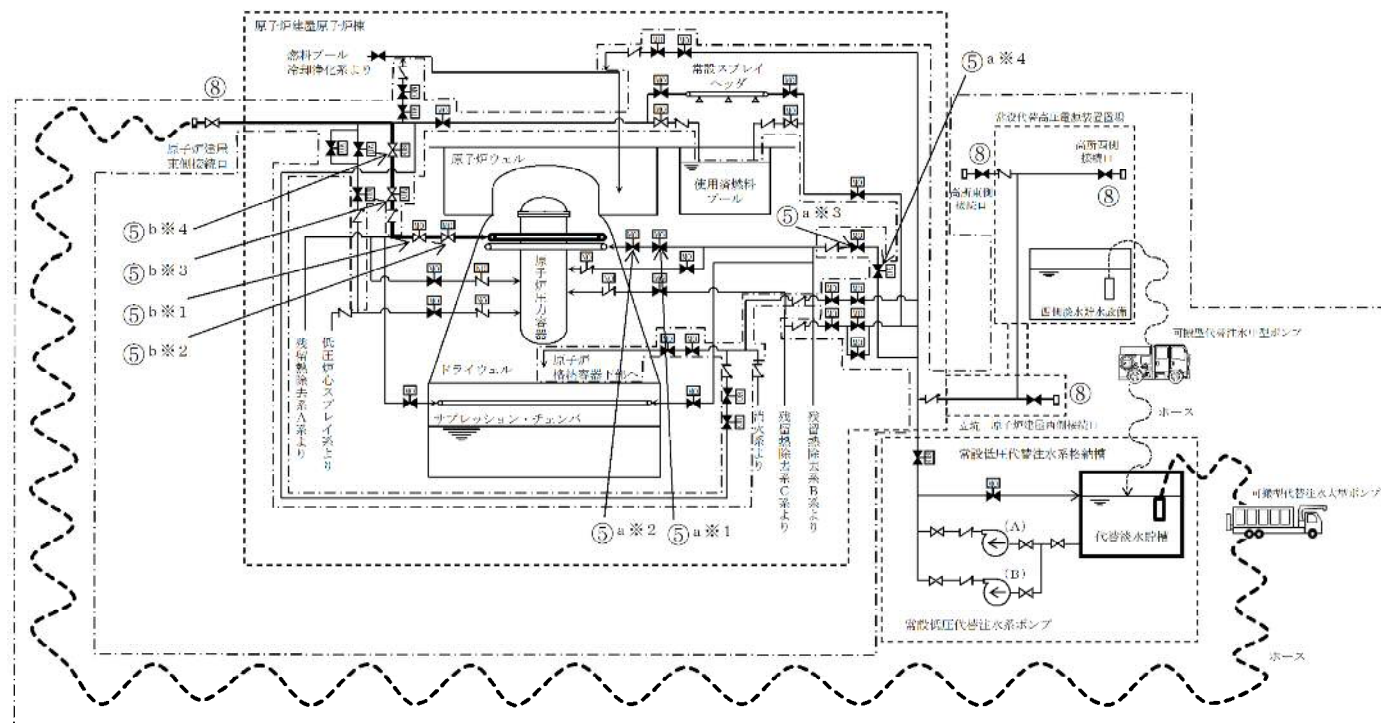 原子炉建屋原子炉棟
燃料プール
冷却浄化系より
常設スプレイ
ヘッダ
⑤a※4
⑧
原子炉建屋
東側接続口
原子炉ウェル
使用済燃料
プール
常設代替高圧電源装置置場
高所西側
接続口
⑧
⑧
高所東側
接続口
⑤a※3
西側淡水貯水設備
可搬型代替注水中型ポンプ
⑤b※4
⑤b※3
⑤b※1
⑤b※2
原子炉圧力容器
残留熱除去系A系より
低圧炉心スプレイ系より
ドライウェル
原子炉
格納容器下部へ
サプレッション・チェンバ
消火系より
残留熱除去系C系より
残留熱除去系B系より
⑤a※2
⑤a※1
⑧
立坑
原子炉建屋西側接続口
ホース
常設低圧代替注水系格納槽
可搬型代替注水大型ポンプ
代替淡水貯槽
(A)
(B)
常設低圧代替注水系ポンプ
ホース